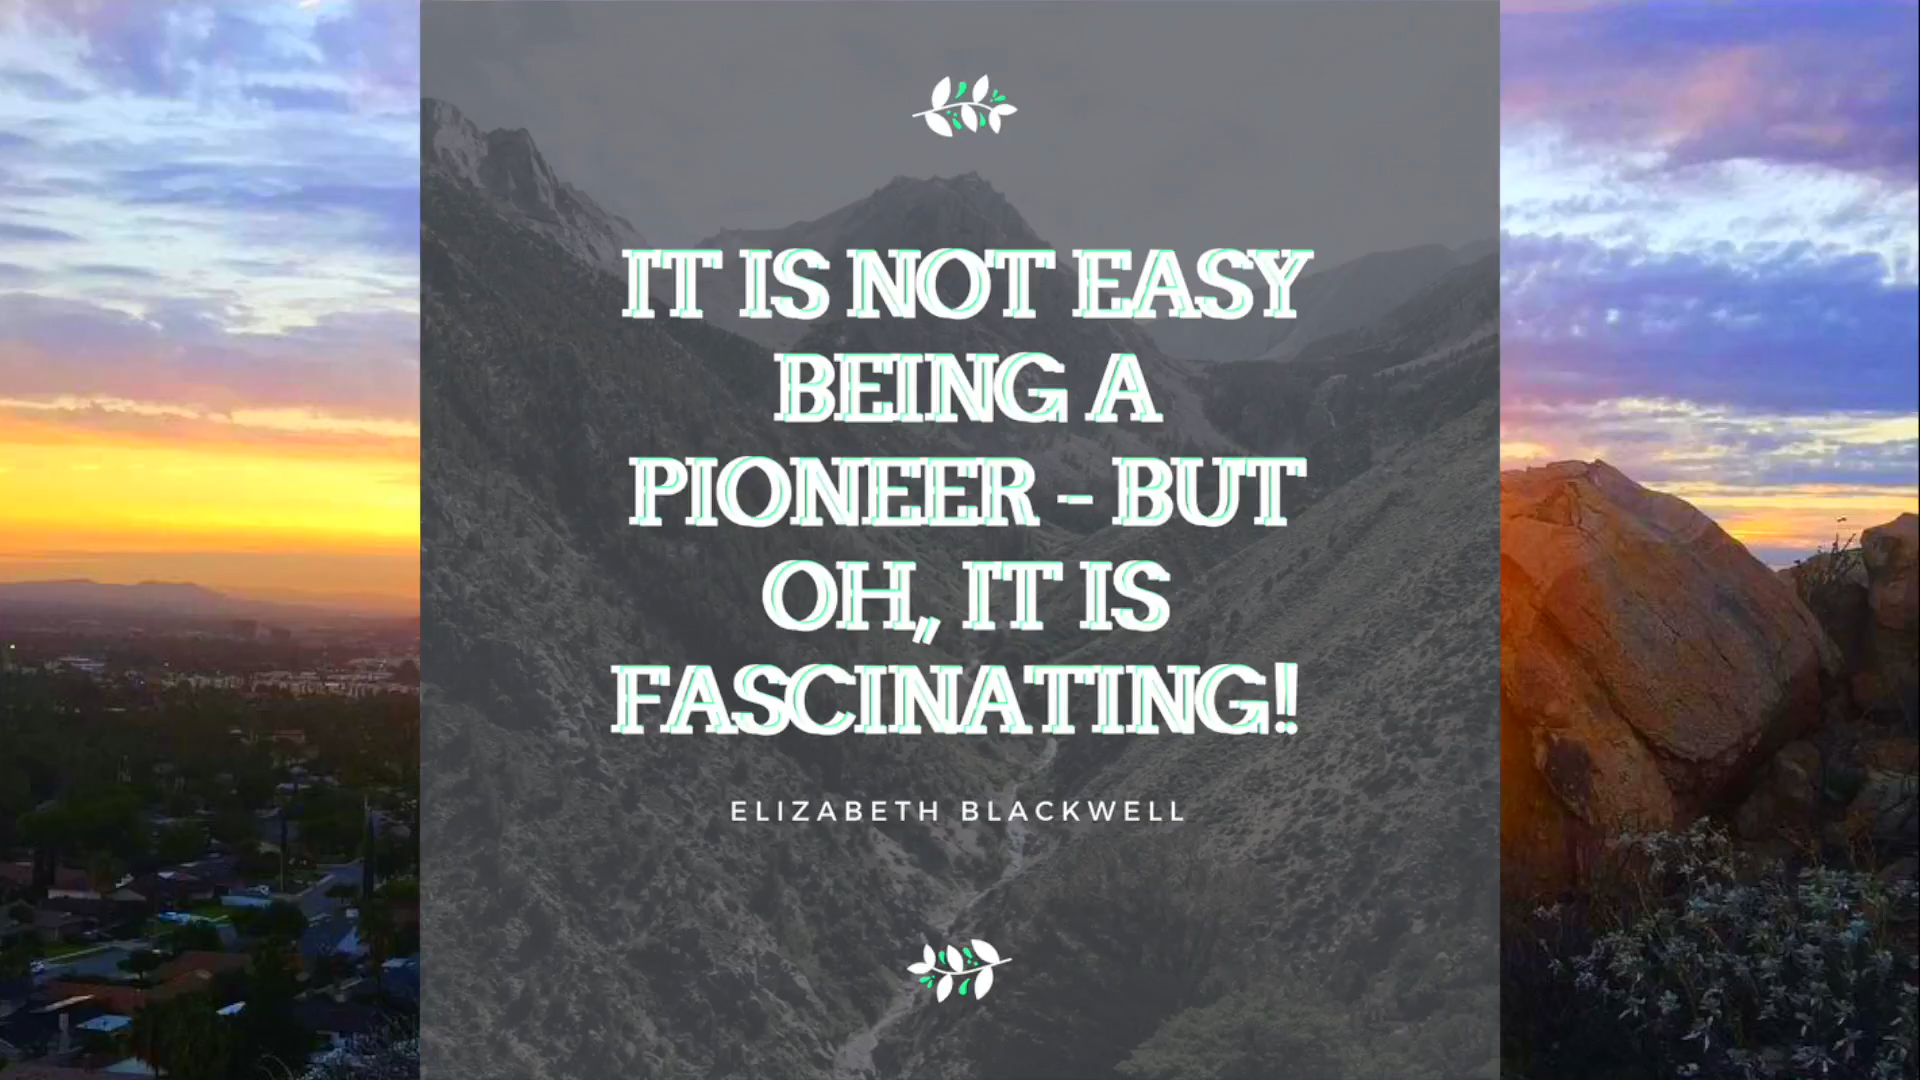 IT IS NOT EASY
BEING A
PIONEER - BUT
OH, IT IS
FASCINATING!
ELIZABETH BLACKWELL